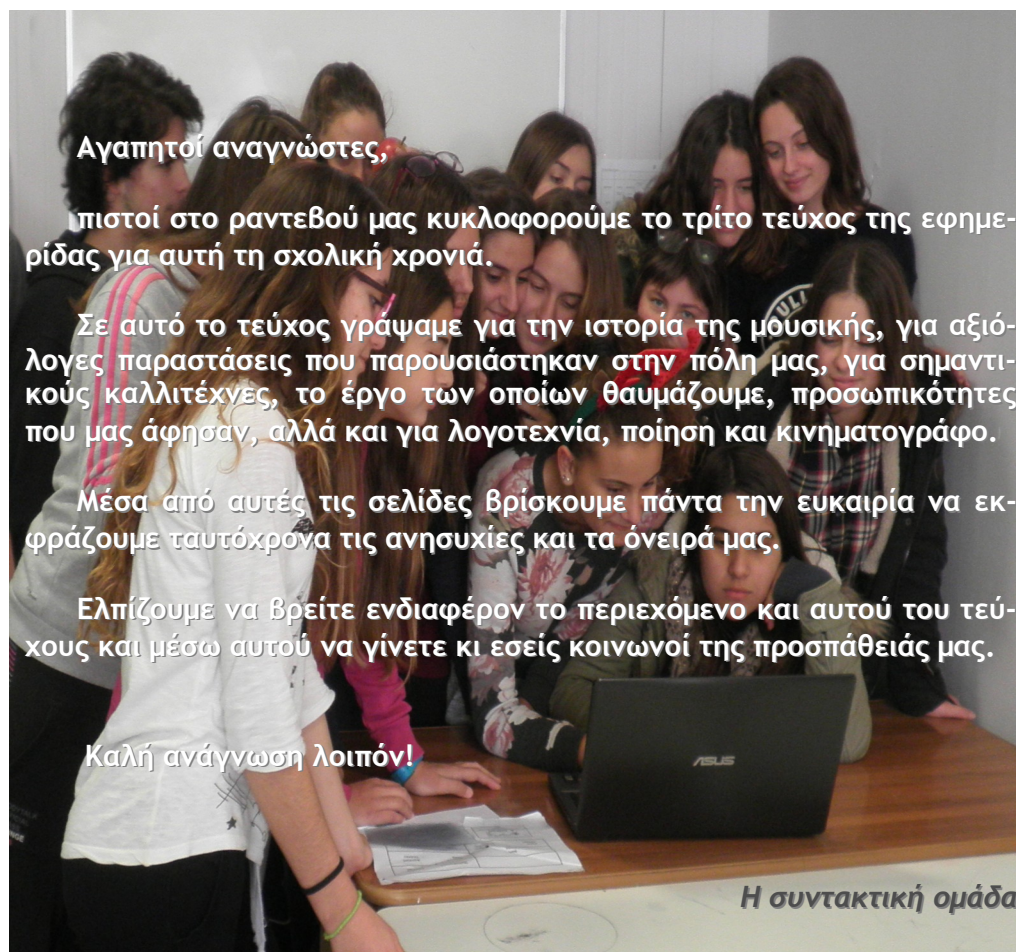 Αγαπητοί αναγνώστες,
πιστοί στο ραντεβού μας κυκλοφορούμε το τρίτο τεύχος της εφημε-
ρίδας για αυτή τη σχολική χρονιά.
Σε αυτό το τεύχος γράψαμε για την ιστορία της μουσικής, για αξιό-
λογες παραστάσεις που παρουσιάστηκαν στην πόλη μας, για σημαντι-
κούς καλλιτέχνες, το έργο των οποίων θαυμάζουμε, προσωπικότητες
που μας άφησαν, αλλά και για λογοτεχνία, ποίηση και κινηματογράφο.
Μέσα από αυτές τις σελίδες βρίσκουμε πάντα την ευκαιρία να εκ-
φράζουμε ταυτόχρονα τις ανησυχίες και τα όνειρά μας.
Ελπίζουμε να βρείτε ενδιαφέρον το περιεχόμενο και αυτού του τεύ-
χους και μέσω αυτού να γίνετε κι εσείς κοινωνοί της προσπάθειάς μας.
Καλή ανάγνωση λοιπόν!
ASUS
Η συντακτική ομάδα